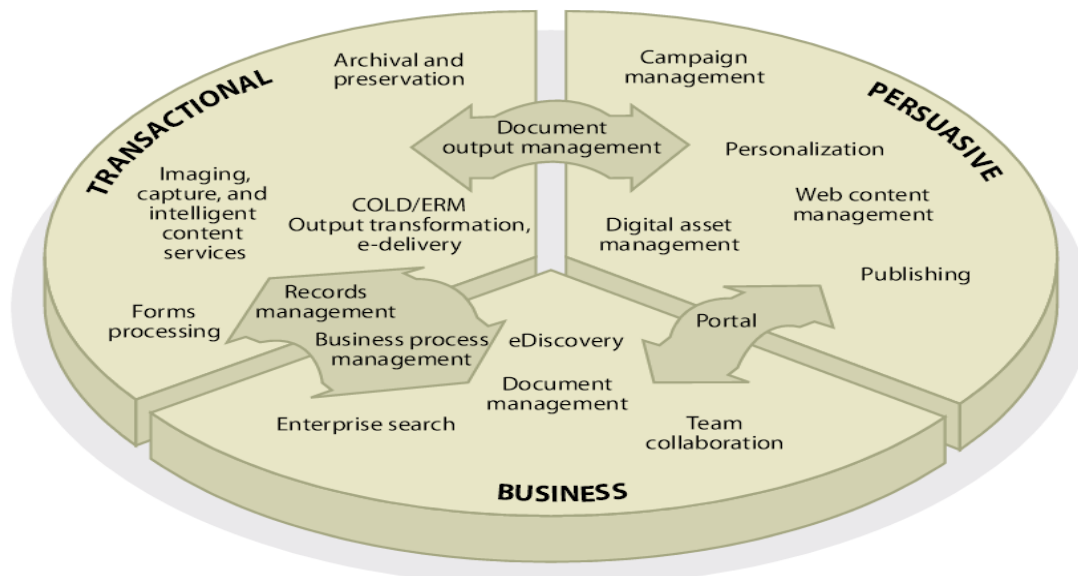 TRANSACTIONAL
Archival and
preservation
Imaging,
capture, and
intelligent
content
services
COLD/ERM
Output transformation,
e-delivery
Forms
processing
Document
output management
PERSUASIVE
Campaign
management
Personalization
Web content
management
Digital asset
management
Publishing
Records
management
Business process
management
Portal
eDiscovery
Document
management
Enterprise search
Team
collaboration
BUSINESS